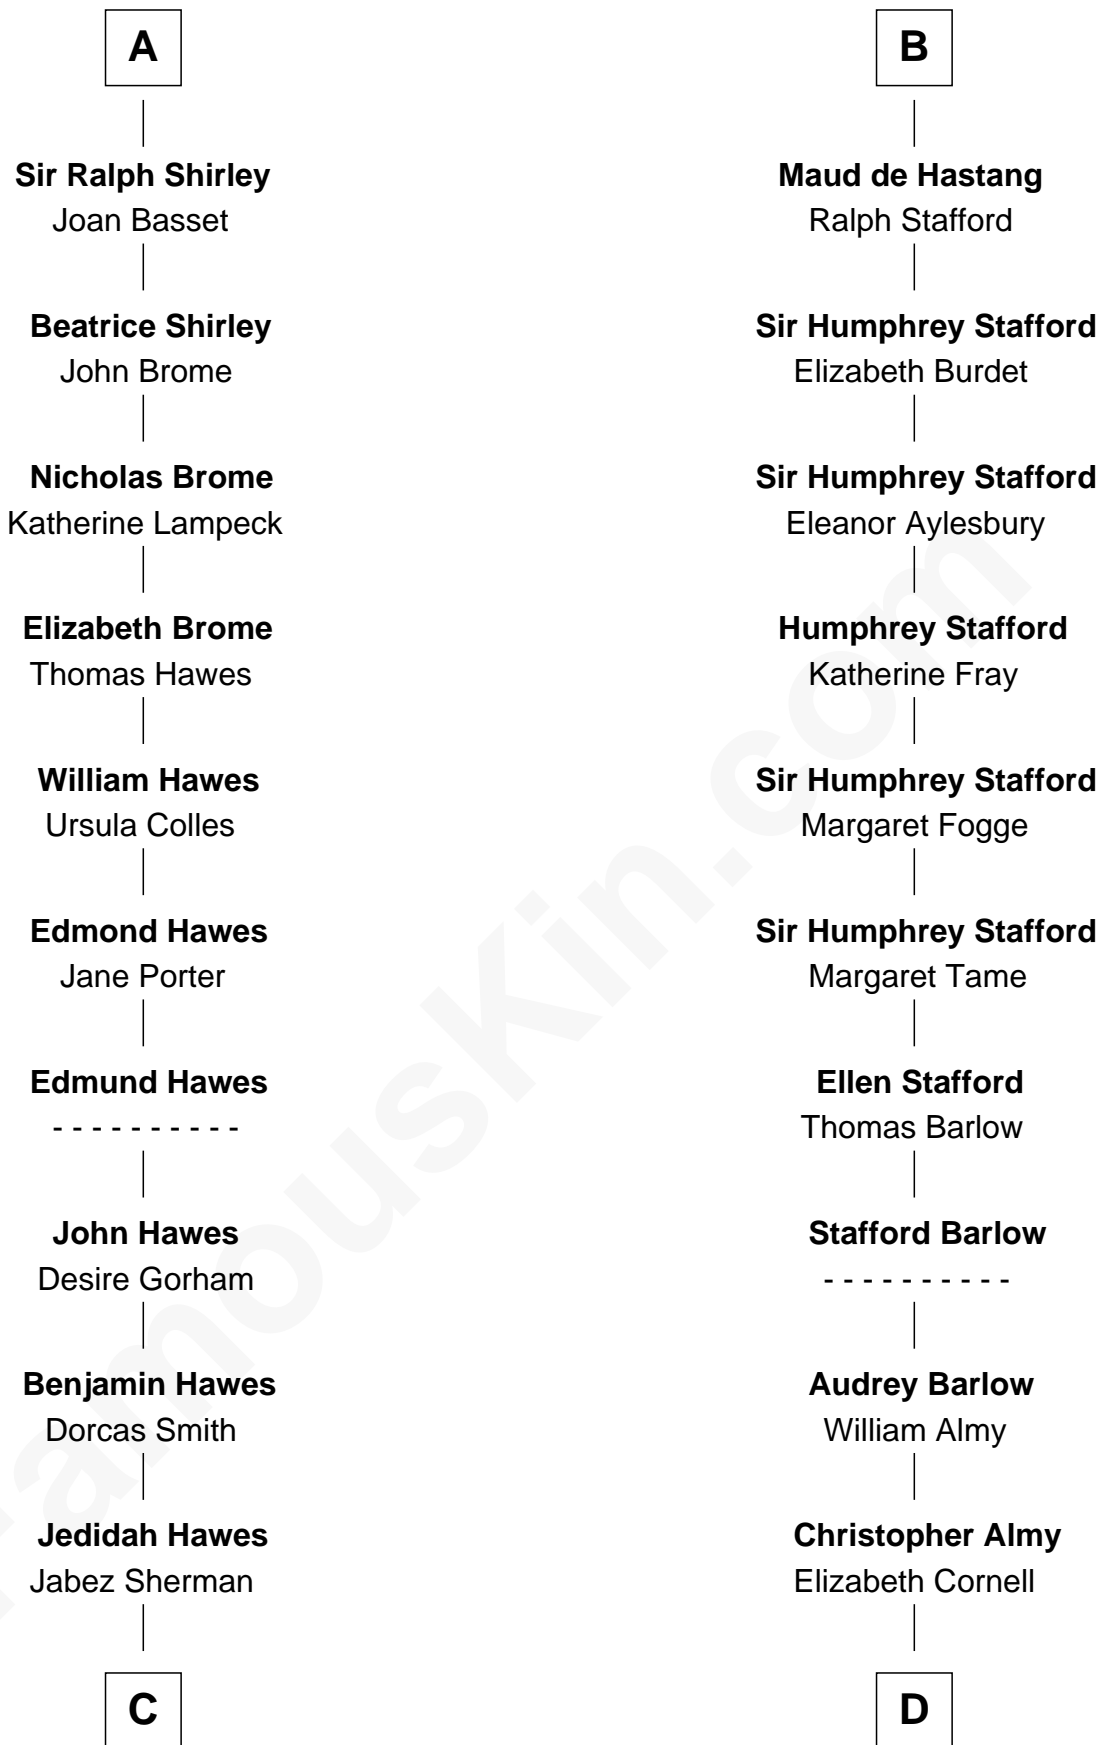 A
Sir Ralph Shirley
Joan Basset
Beatrice Shirley
John Brome
Nicholas Brome
Katherine Lampeck
Elizabeth Brome
Thomas Hawes
William Hawes
Ursula Colles
Edmond Hawes
Jane Porter
Edmund Hawes
- - - - - - - - - -
John Hawes
Desire Gorham
Benjamin Hawes
Dorcas Smith
Jedidah Hawes
Jabez Sherman
C
B
Maud de Hastang
Ralph Stafford
Sir Humphrey Stafford
Elizabeth Burdet
Sir Humphrey Stafford
Eleanor Aylesbury
Humphrey Stafford
Katherine Fray
Sir Humphrey Stafford
Margaret Fogge
Sir Humphrey Stafford
Margaret Tame
Ellen Stafford
Thomas Barlow
Stafford Barlow
- - - - - - - - - -
Audrey Barlow
William Almy
Christopher Almy
Elizabeth Cornell
D
FamousKin.com